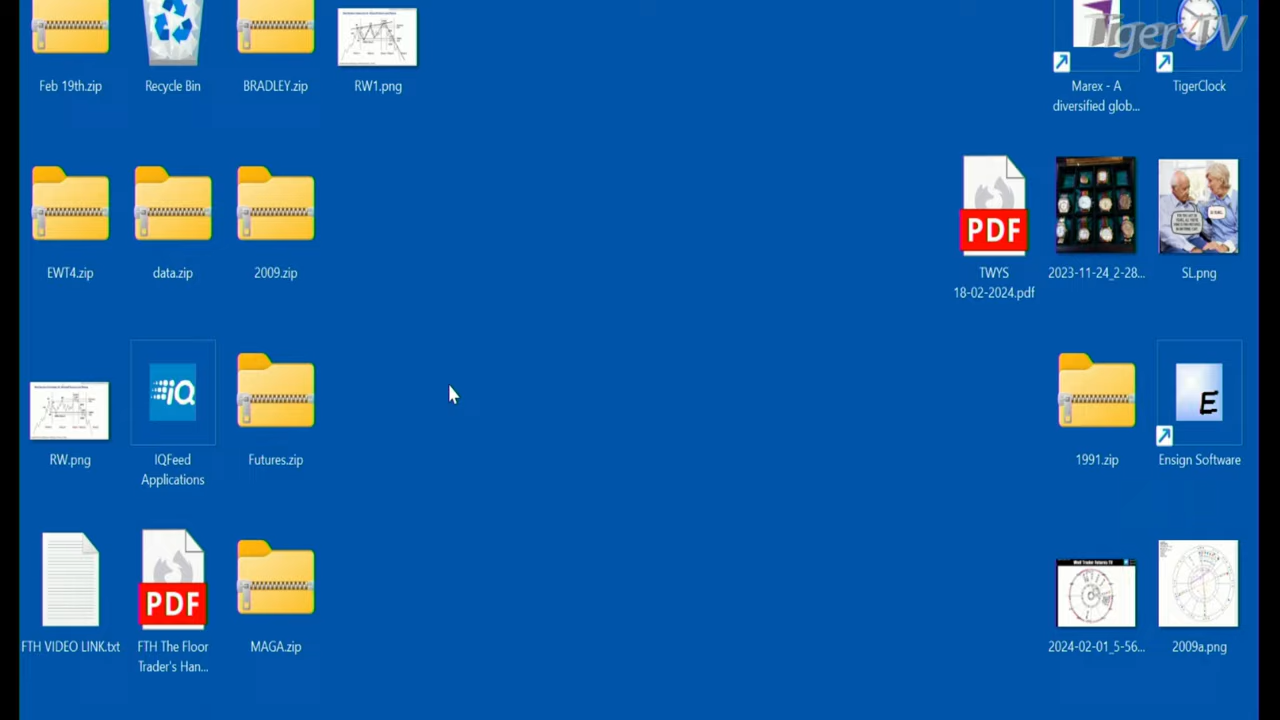 Tiger-TV
Feb 19th.zip
Recycle Bin
BRADLEY.zip
RW1.png
Marex - A
diversified glob...
TigerClock
EWT4.zip
data.zip
2009.zip
PDF
TWYS
18-02-2024.pdf
2023-11-24_2-28...
SL.png
RW.png
iQ
IQFeed
Applications
Futures.zip
1991.zip
E
Ensign Software
FTH VIDEO LINK.txt
PDF
FTH The Floor
Trader's Han...
MAGA.zip
2024-02-01_5-56...
2009a.png